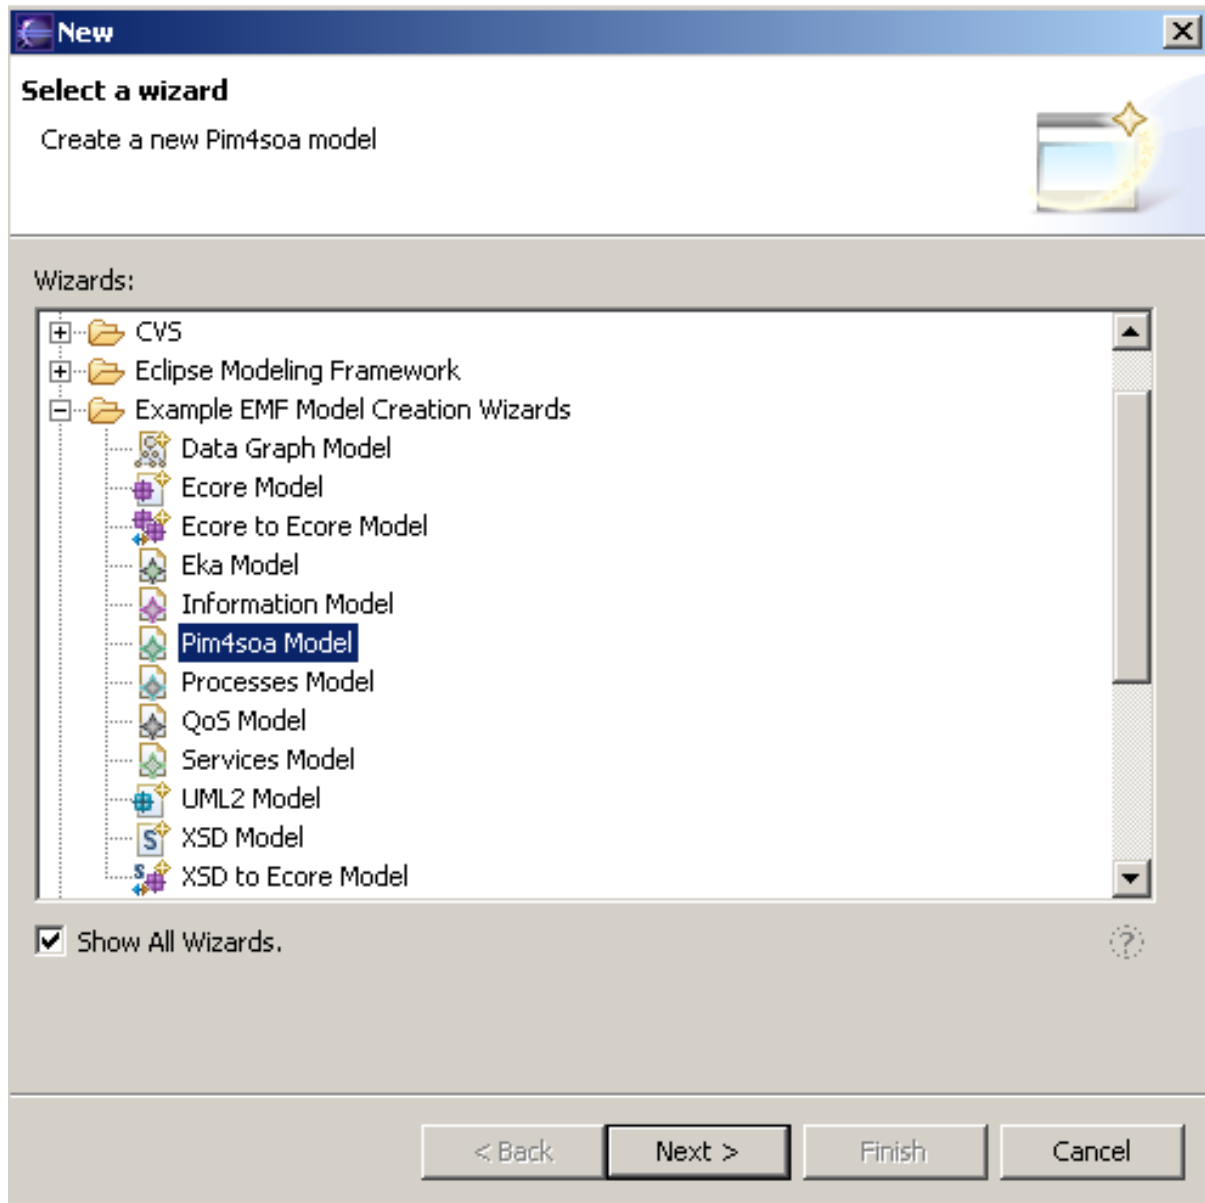 New
Select a wizard
Create a new Pim4soa model
Wizards:
CVS
Eclipse Modeling Framework
Example EMF Model Creation Wizards
Data Graph Model
Ecore Model
Ecore to Ecore Model
Eka Model
Information Model
Pim4soa Model
Processes Model
QoS Model
Services Model
UML2 Model
XSD Model
XSD to Ecore Model
Show All Wizards.
< Back Next > Finish Cancel